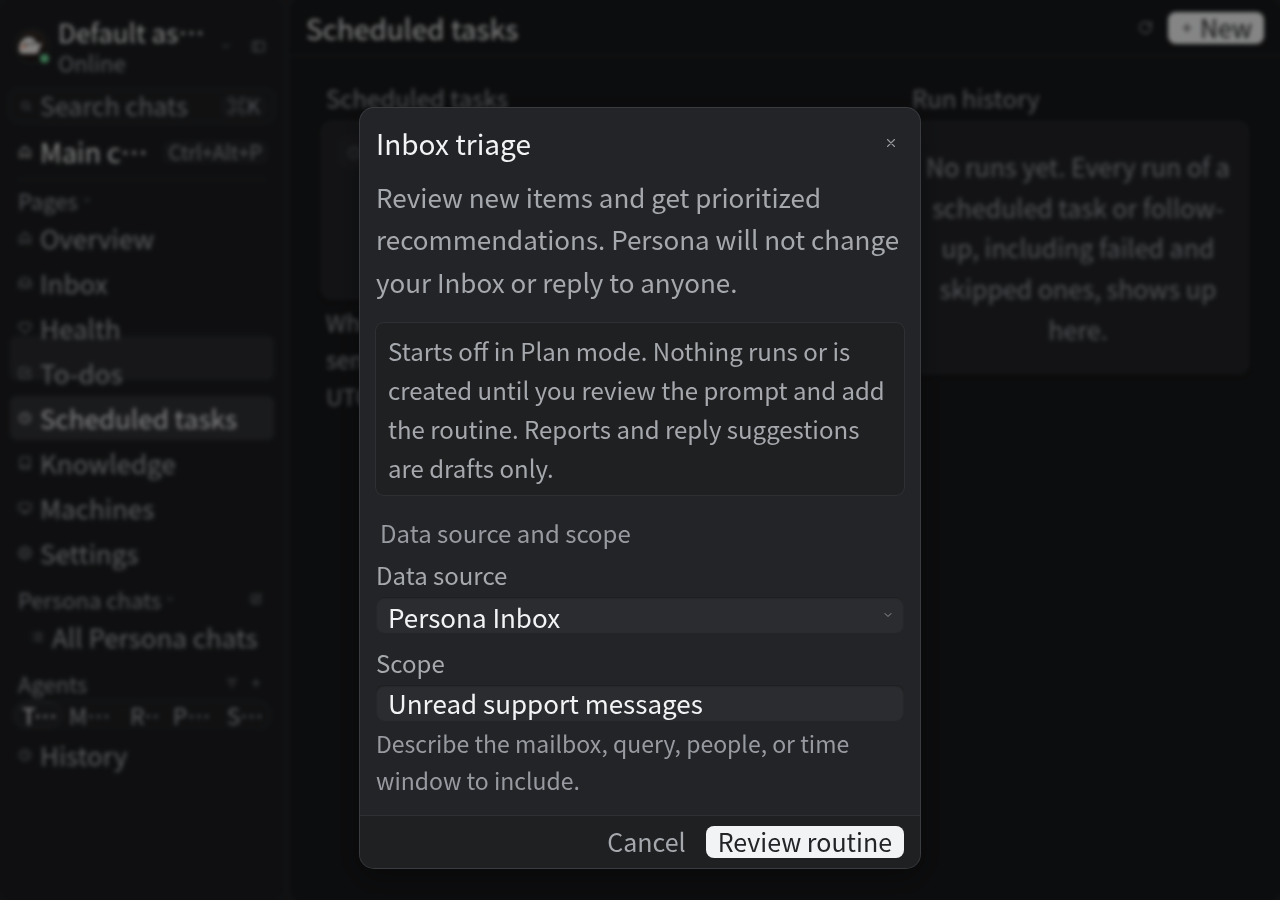 Default as···
Online
Search chats ⌘K
Main c··· Ctrl+Alt+P
Pages
Overview
Inbox
Health
To-dos
Scheduled tasks
Knowledge
Machines
Settings
Persona chats
All Persona chats
Agents
T··· M··· R·· P··· S···
History
Scheduled tasks
+ New
Scheduled tasks
Run history
No runs yet. Every run of a
scheduled task or follow-
up, including failed and
skipped ones, shows up
here.
Inbox triage
×
Review new items and get prioritized
recommendations. Persona will not change
your Inbox or reply to anyone.
Starts off in Plan mode. Nothing runs or is
created until you review the prompt and add
the routine. Reports and reply suggestions
are drafts only.
Data source and scope
Data source
Persona Inbox
Scope
Unread support messages
Describe the mailbox, query, people, or time
window to include.
Cancel
Review routine